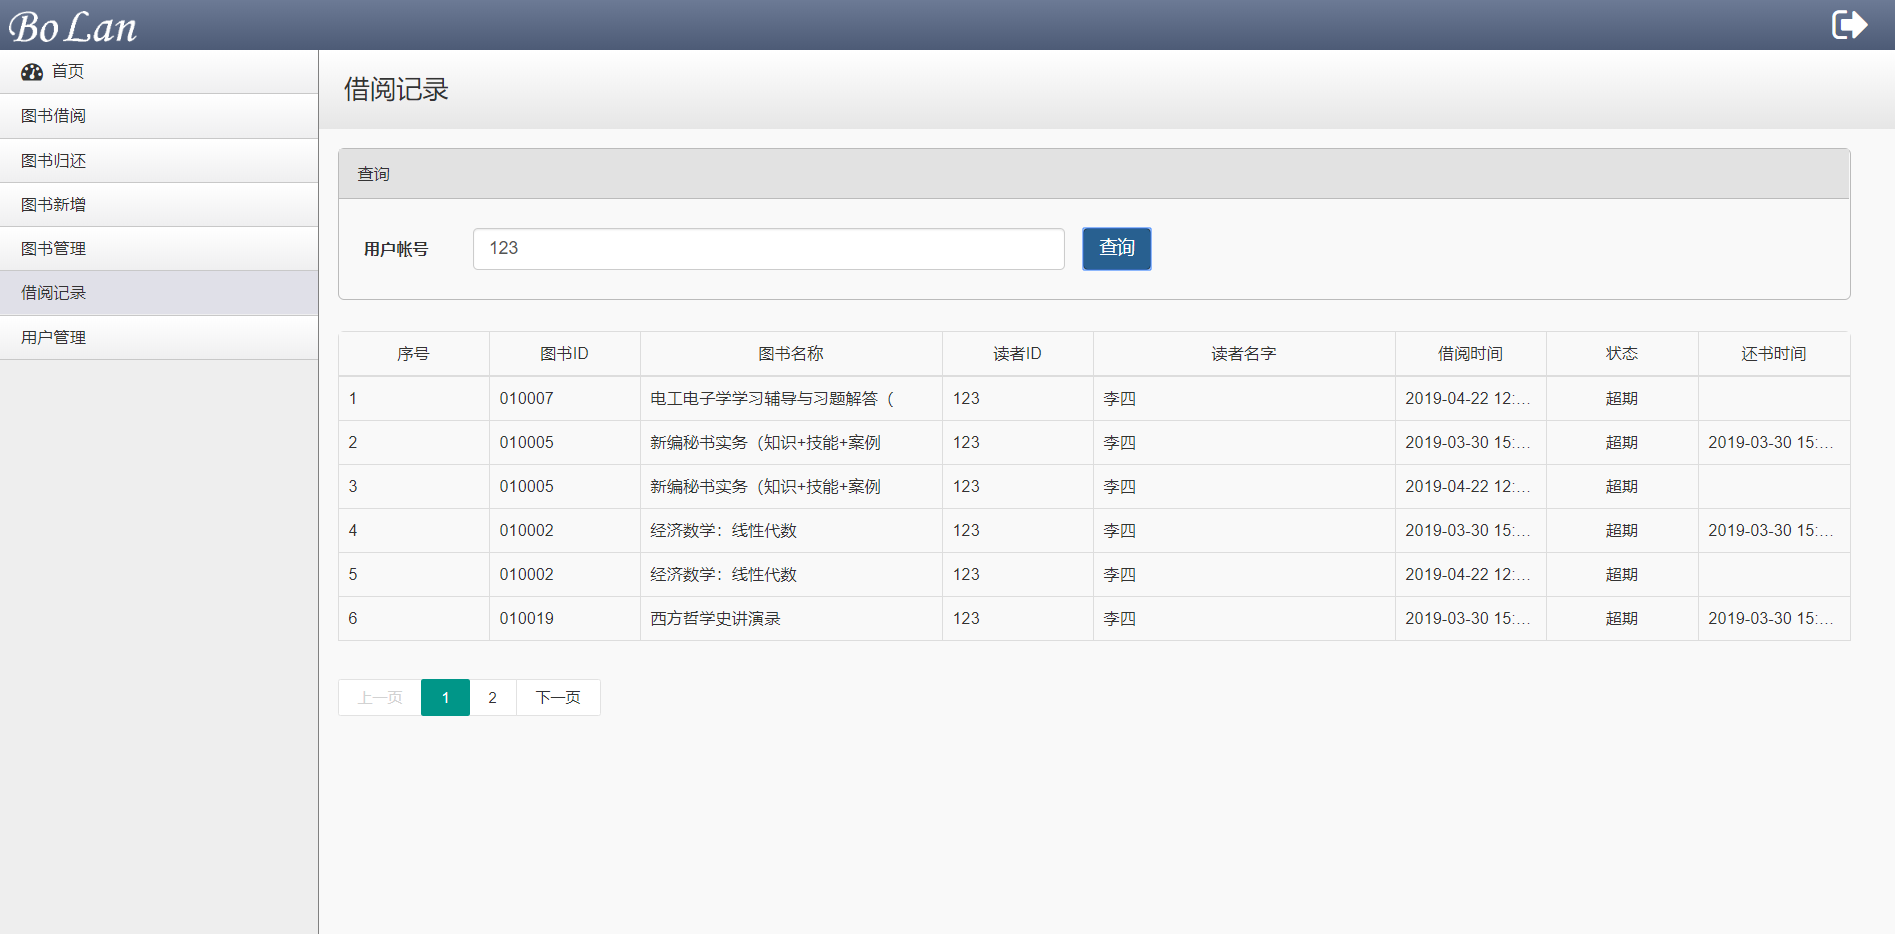 Bo Lan
首页
图书借阅
图书归还
图书新增
图书管理
借阅记录
用户管理
借阅记录
查询
用户帐号 123 查询
序号 图书ID 图书名称 读者ID 读者名字 借阅时间 状态 还书时间
1 010007 电工电子学学习辅导与习题解答（ 123 李四 2019-04-22 12:... 超期
2 010005 新编秘书实务（知识+技能+案例 123 李四 2019-03-30 15:... 超期 2019-03-30 15:...
3 010005 新编秘书实务（知识+技能+案例 123 李四 2019-04-22 12:... 超期
4 010002 经济数学：线性代数 123 李四 2019-03-30 15:... 超期 2019-03-30 15:...
5 010002 经济数学：线性代数 123 李四 2019-04-22 12:... 超期
6 010019 西方哲学史讲演录 123 李四 2019-03-30 15:... 超期 2019-03-30 15:...
上一页 1 2 下一页